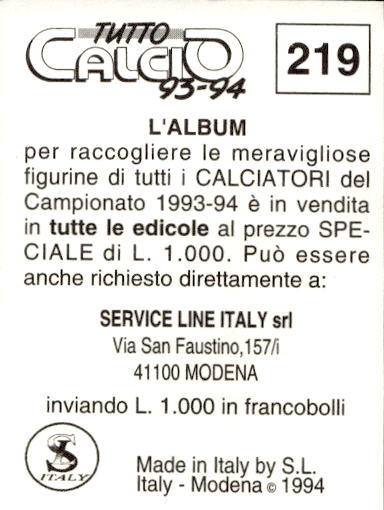 TUTTO
CALCIO
93-94
219
L'ALBUM
per raccogliere le meravigliose
figurine di tutti i CALCIATORI del
Campionato 1993-94 è in vendita
in tutte le edicole al prezzo SPE-
CIALE di L. 1.000. Può essere
anche richiesto direttamente a:
SERVICE LINE ITALY srl
Via San Faustino,157/i
41100 MODENA
inviando L. 1.000 in francobolli
SL
ITALY
Made in Italy by S.L.
Italy - Modena © 1994